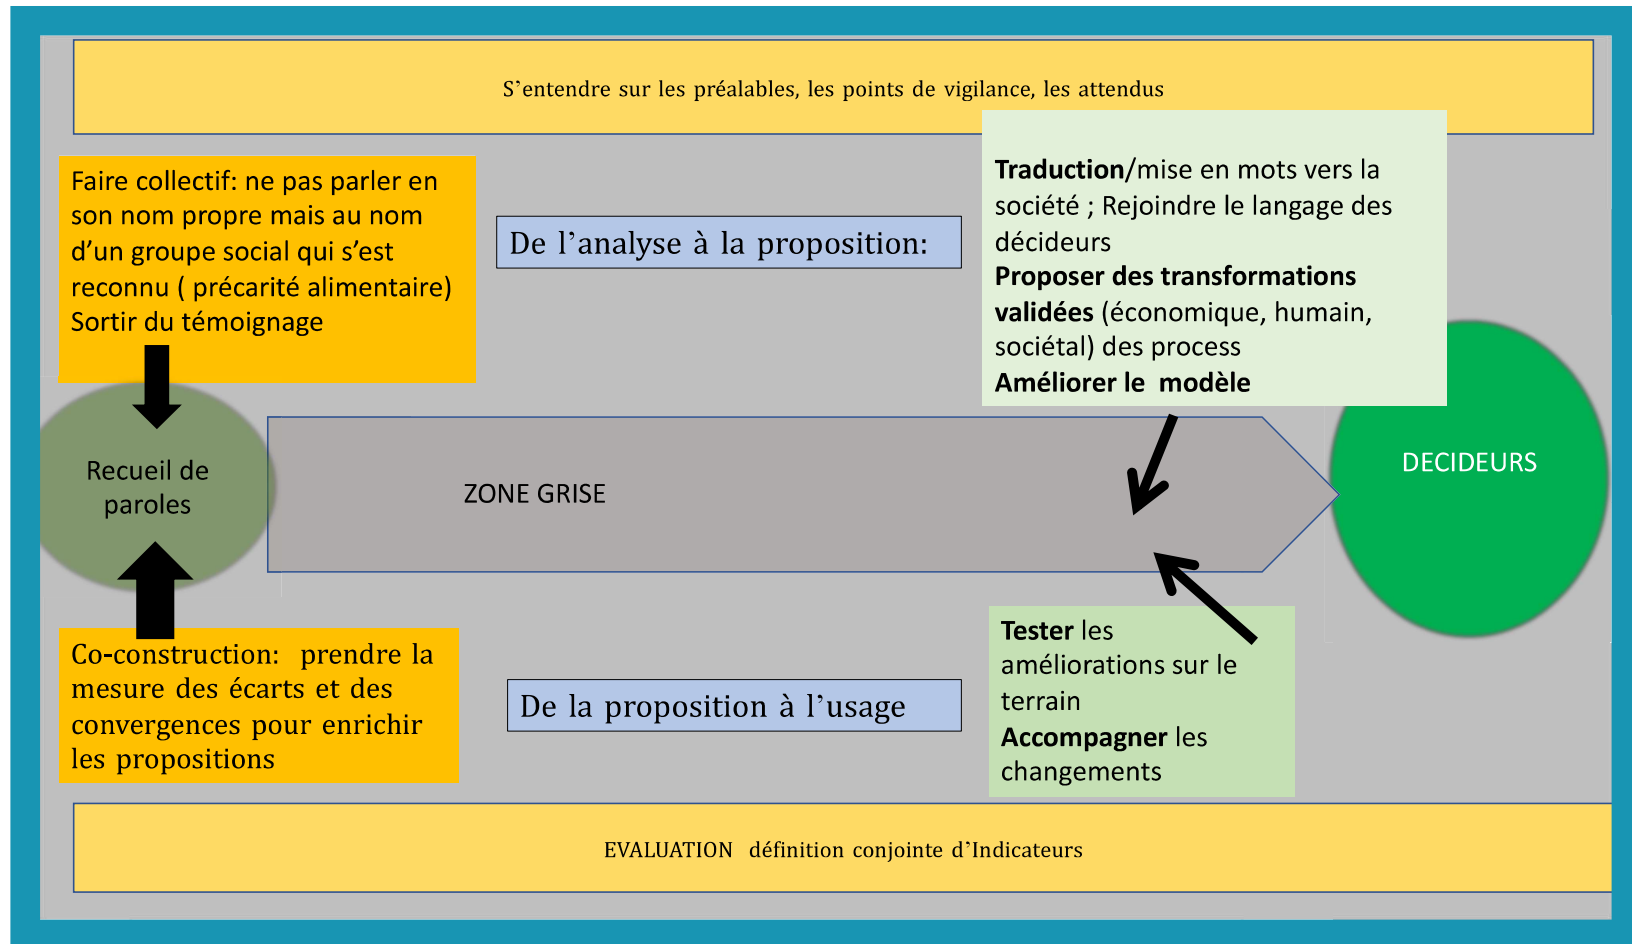 S’entendre sur les préalables, les points de vigilance, les attendus
Faire collectif: ne pas parler en
son nom propre mais au nom
d’un groupe social qui s’est
reconnu ( précarité alimentaire)
Sortir du témoignage
De l’analyse à la proposition:
Traduction/mise en mots vers la
société ; Rejoindre le langage des
décideurs
Proposer des transformations
validées (économique, humain,
sociétal) des process
Améliorer le  modèle
Recueil de
paroles
ZONE GRISE
DECIDEURS
Co-construction:  prendre la
mesure des écarts et des
convergences pour enrichir
les propositions
De la proposition à l’usage
Tester les
améliorations sur le
terrain
Accompagner les
changements
EVALUATION  définition conjointe d’Indicateurs